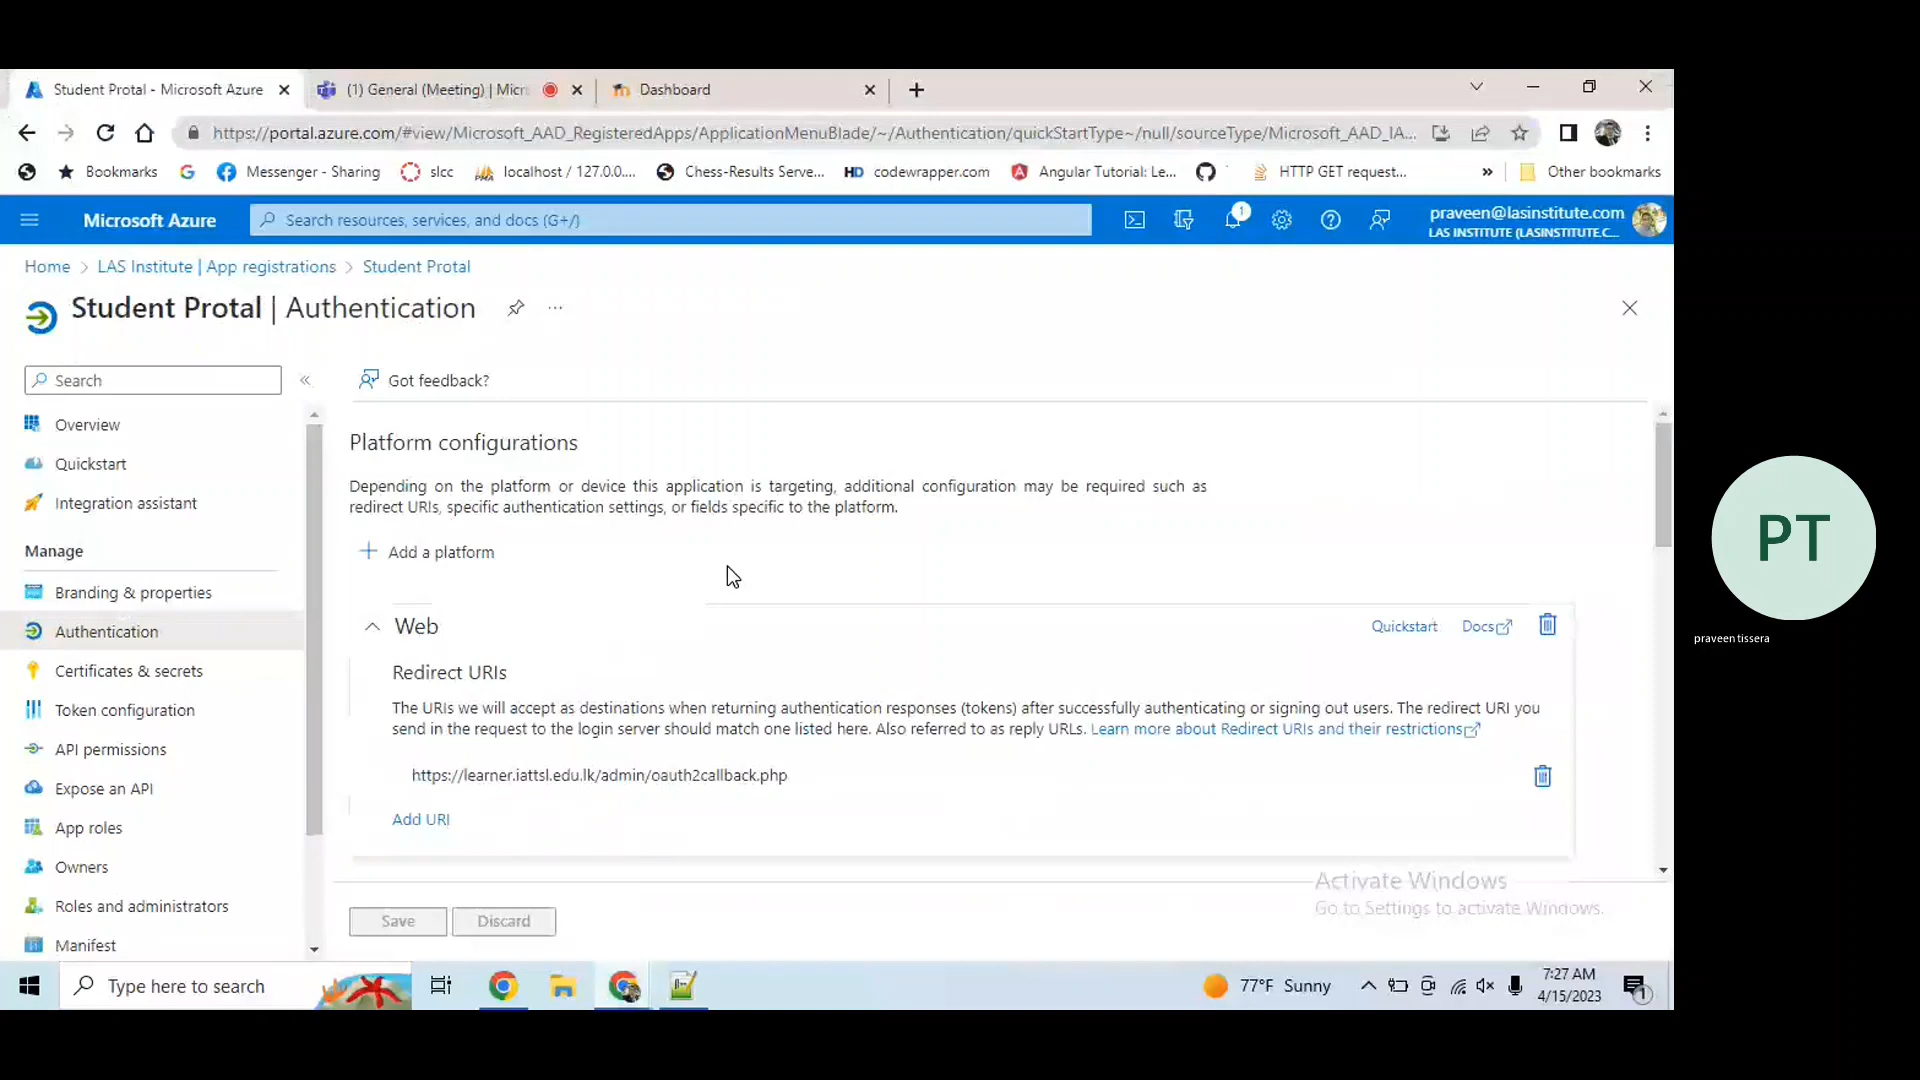 Student Protal - Microsoft Azure
(1) General (Meeting) | Micr
Dashboard
https://portal.azure.com/#view/Microsoft_AAD_RegisteredApps/ApplicationMenuBlade/~/Authentication/quickStartType~/null/sourceType/Microsoft_AAD_IA...
Bookmarks
Messenger - Sharing
slcc
localhost / 127.0.0....
Chess-Results Serve...
HD codewrapper.com
Angular Tutorial: Le...
HTTP GET request...
»
Other bookmarks
Microsoft Azure
Search resources, services, and docs (G+/)
1
praveen@lasinstitute.com
LAS INSTITUTE (LASINSTITUTE.C...
Home > LAS Institute | App registrations > Student Protal
Student Protal | Authentication
...
Search
«
Got feedback?
Overview
Quickstart
Integration assistant
Manage
Branding & properties
Authentication
Certificates & secrets
Token configuration
API permissions
Expose an API
App roles
Owners
Roles and administrators
Manifest
Platform configurations
Depending on the platform or device this application is targeting, additional configuration may be required such as
redirect URIs, specific authentication settings, or fields specific to the platform.
+ Add a platform
Web
Quickstart
Docs
Redirect URIs
The URIs we will accept as destinations when returning authentication responses (tokens) after successfully authenticating or signing out users. The redirect URI you
send in the request to the login server should match one listed here. Also referred to as reply URLs. Learn more about Redirect URIs and their restrictions
https://learner.iattsl.edu.lk/admin/oauth2callback.php
Add URI
Activate Windows
Go to Settings to activate Windows.
Save
Discard
PT
praveen tissera
Type here to search
77°F Sunny
7:27 AM
4/15/2023
1